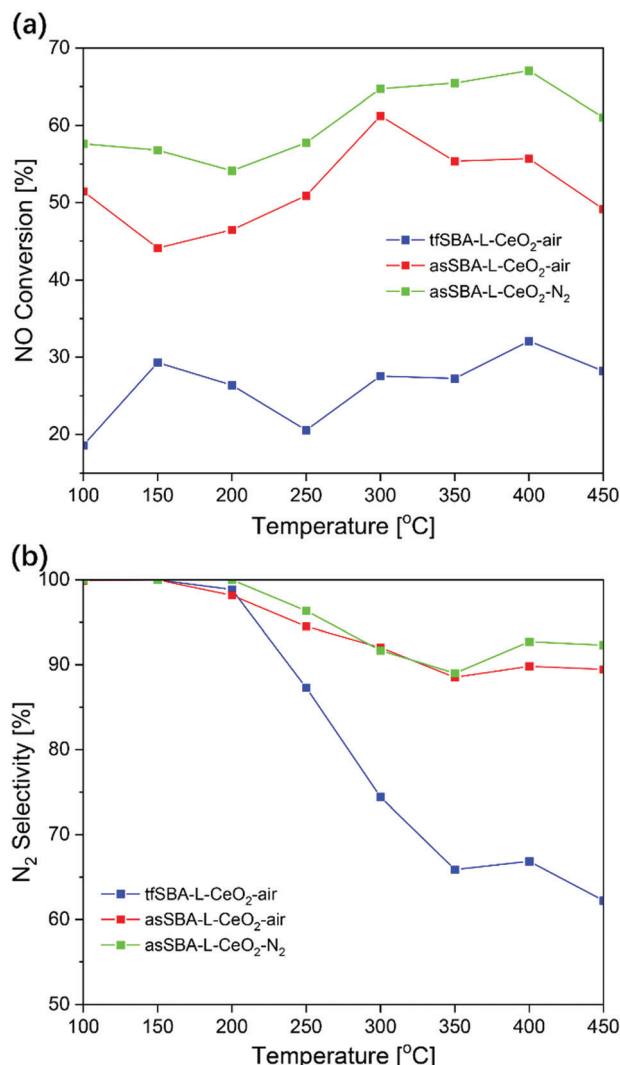 (a)
70
60
50
40
30
20
NO Conversion [%]
tfSBA-L-CeO₂-air
asSBA-L-CeO₂-air
asSBA-L-CeO₂-N₂
100 150 200 250 300 350 400 450
Temperature [°C]
(b)
100
90
80
70
60
50
N₂ Selectivity [%]
tfSBA-L-CeO₂-air
asSBA-L-CeO₂-air
asSBA-L-CeO₂-N₂
100 150 200 250 300 350 400 450
Temperature [°C]